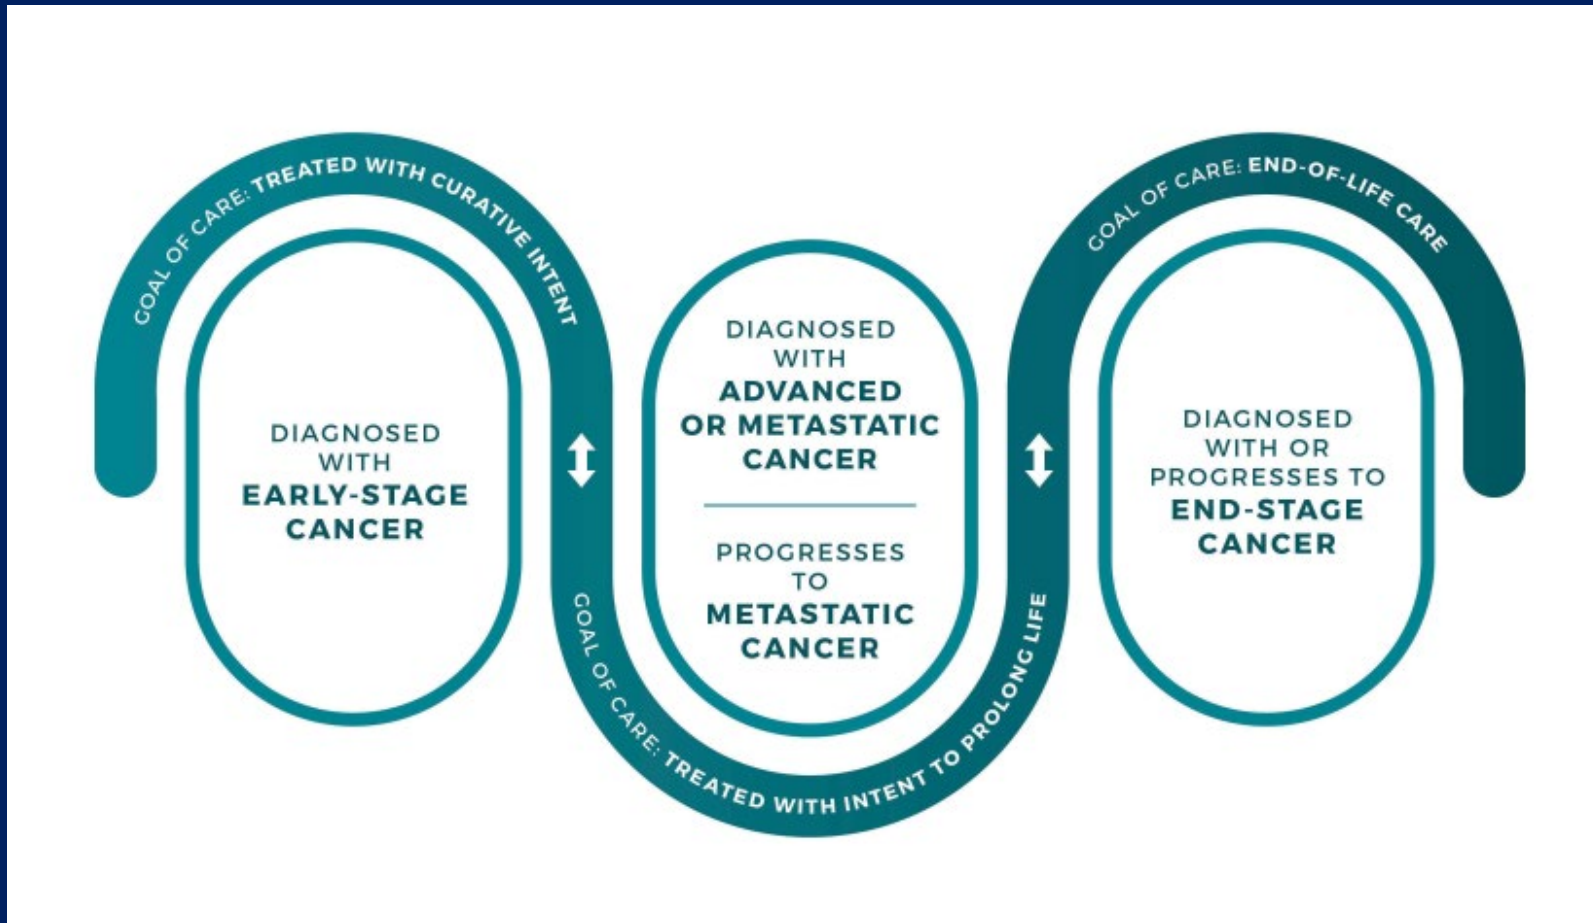 GOAL OF CARE: TREATED WITH CURATIVE INTENT
DIAGNOSED
WITH
EARLY-STAGE
CANCER
DIAGNOSED
WITH
ADVANCED
OR METASTATIC
CANCER
PROGRESSES
TO
METASTATIC
CANCER
GOAL OF CARE: TREATED WITH INTENT TO PROLONG LIFE
GOAL OF CARE: END-OF-LIFE CARE
DIAGNOSED
WITH OR
PROGRESSES TO
END-STAGE
CANCER